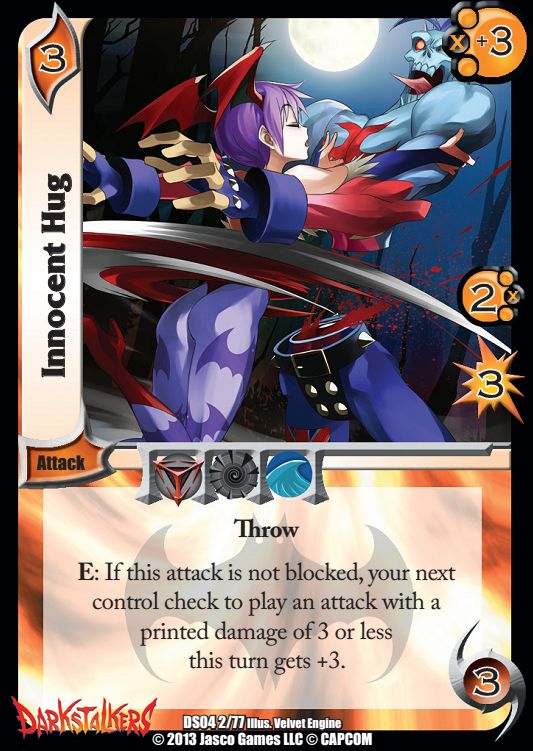 3
+3
Innocent Hug
2
3
Attack
Throw
E: If this attack is not blocked, your next
control check to play an attack with a
printed damage of 3 or less
this turn gets +3.
3
DARKSTALKERS
DS04 2/77 Illus. Velvet Engine
© 2013 Jasco Games LLC © CAPCOM